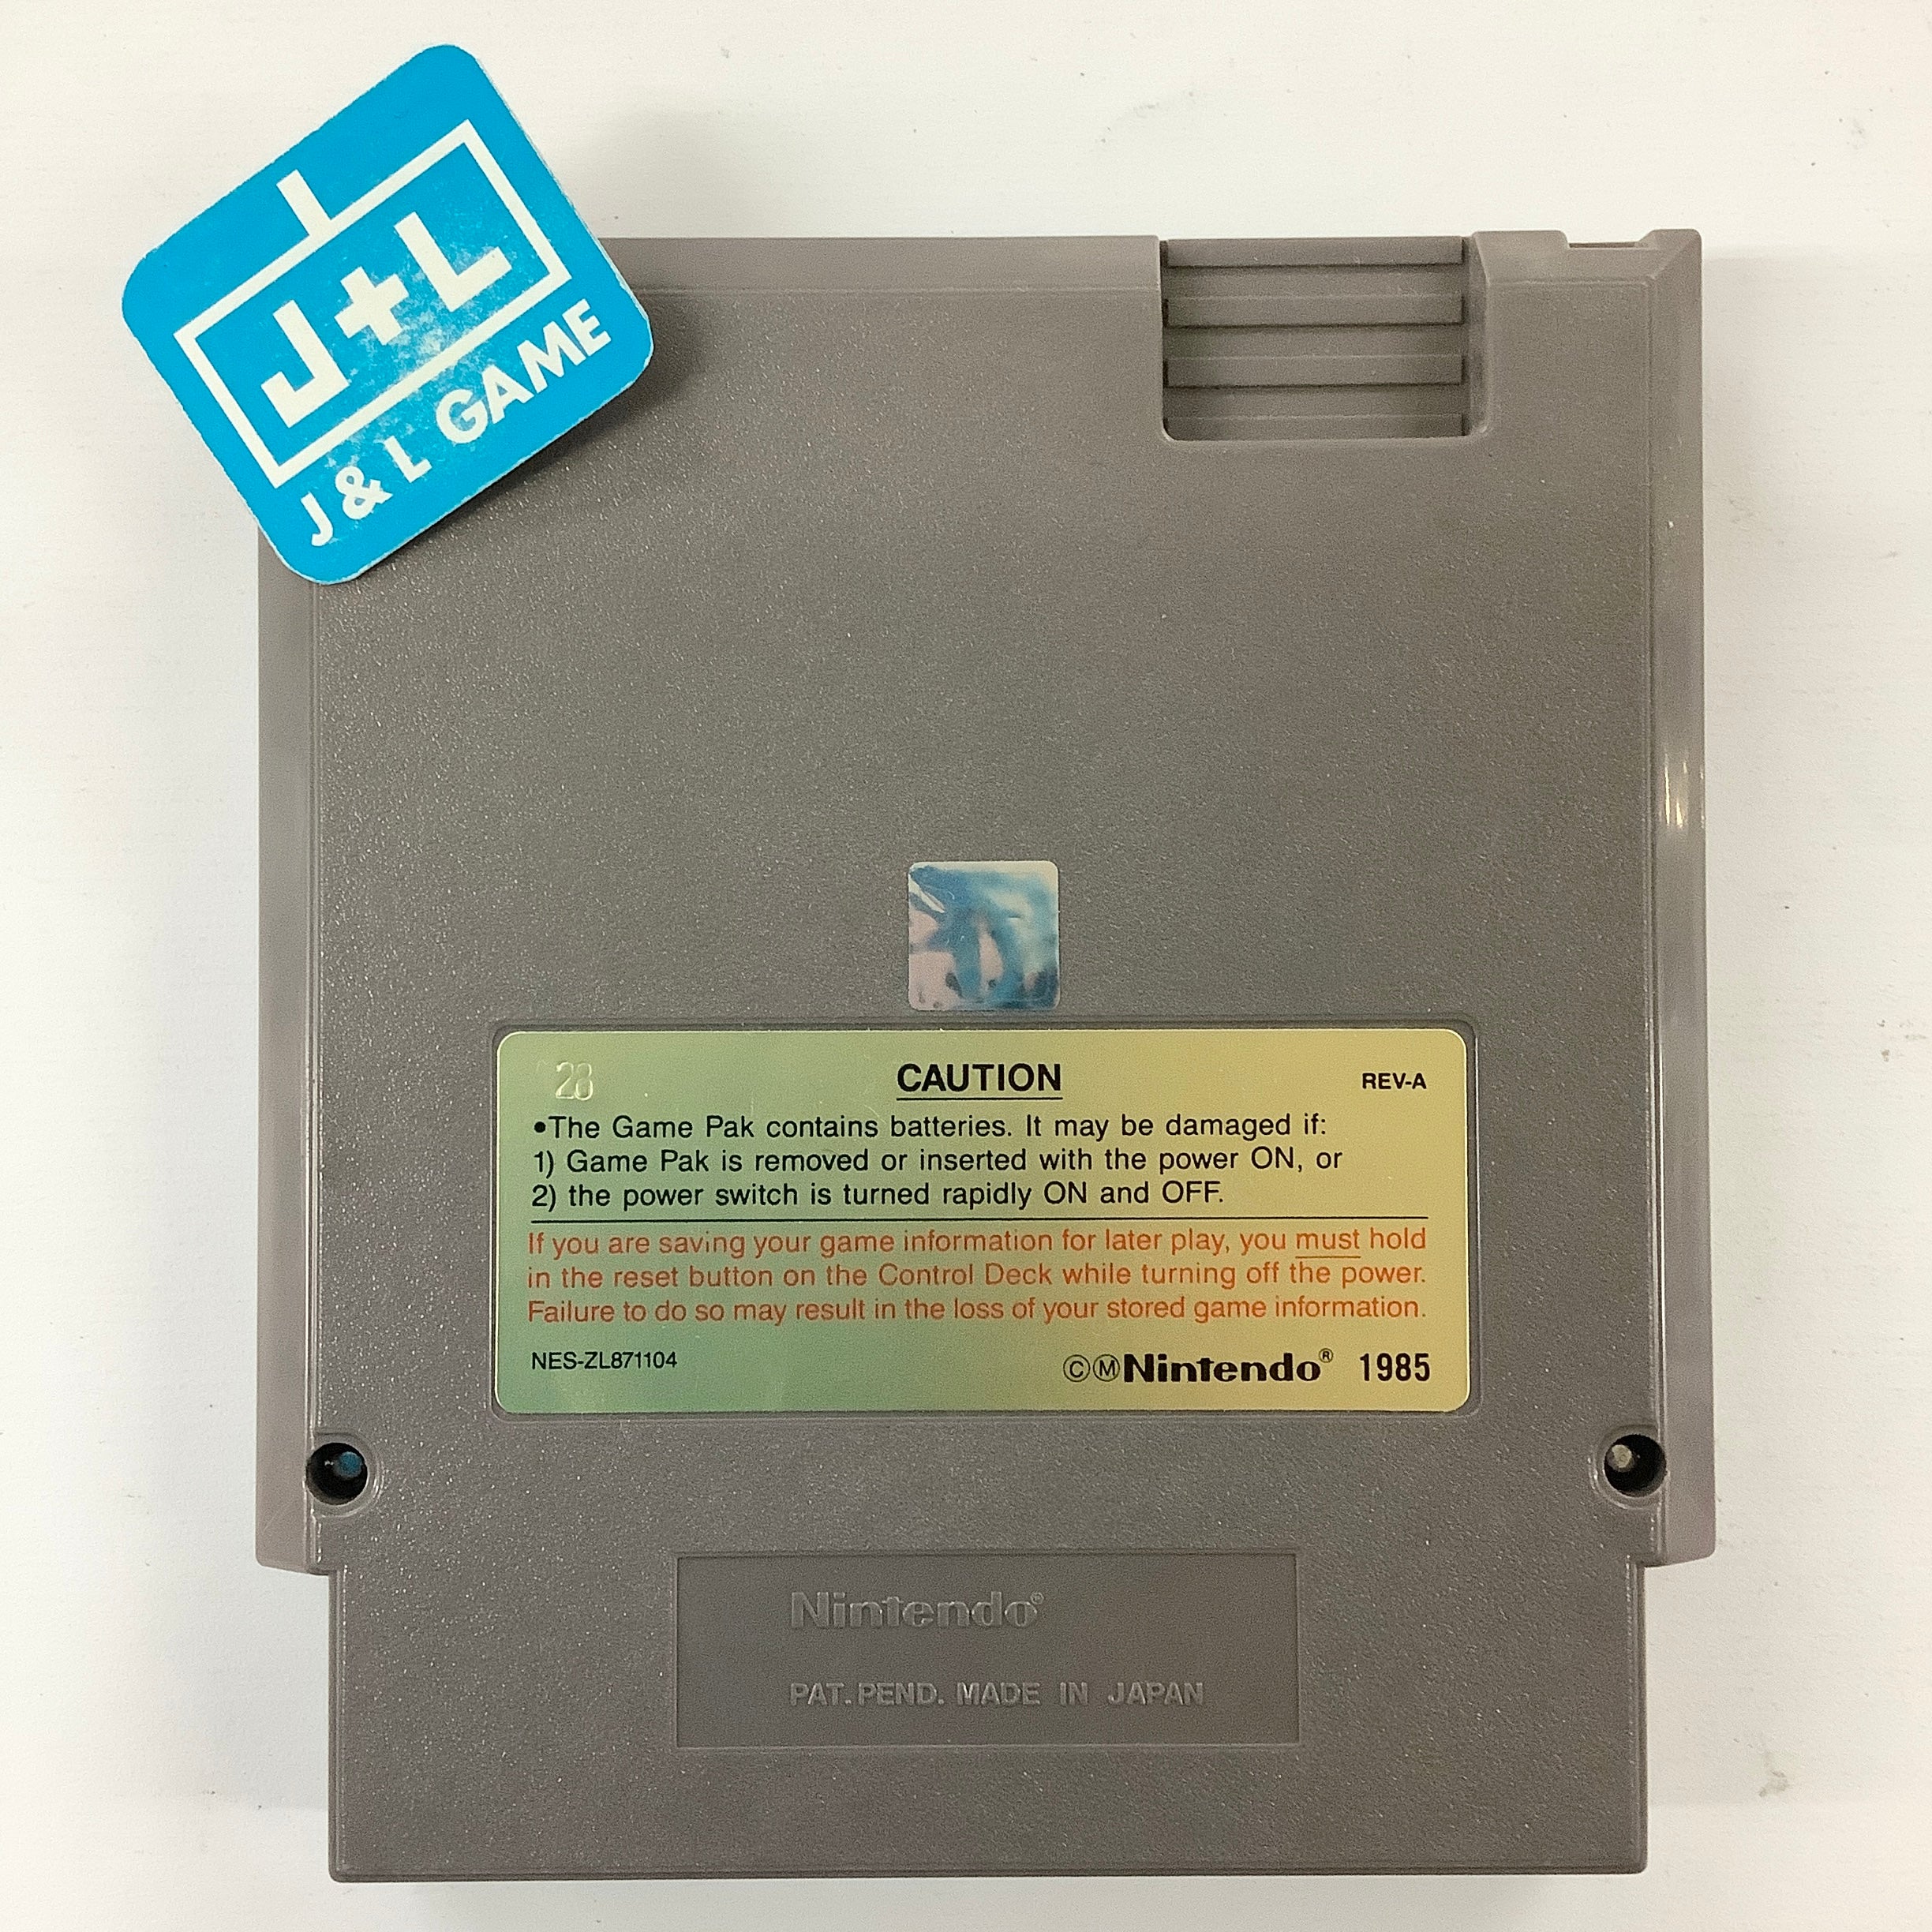 J+L
J & L GAME
28
CAUTION
REV-A
•The Game Pak contains batteries. It may be damaged if:
1) Game Pak is removed or inserted with the power ON, or
2) the power switch is turned rapidly ON and OFF.
If you are saving your game information for later play, you must hold
in the reset button on the Control Deck while turning off the power.
Failure to do so may result in the loss of your stored game information.
NES-ZL871104
©ⓂNintendo® 1985
Nintendo®
PAT. PEND. MADE IN JAPAN